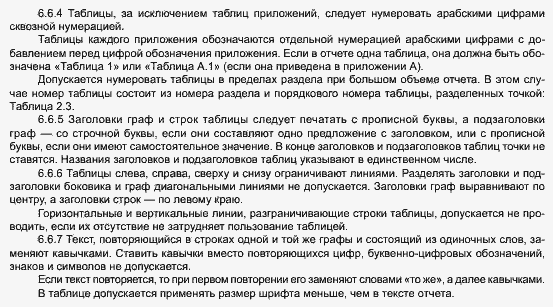 6.6.4 Таблицы, за исключением таблиц приложений, следует нумеровать арабскими цифрами
сквозной нумерацией.
Таблицы каждого приложения обозначаются отдельной нумерацией арабскими цифрами с до-
бавлением перед цифрой обозначения приложения. Если в отчете одна таблица, она должна быть обо-
значена «Таблица 1» или «Таблица А.1» (если она приведена в приложении А).
Допускается нумеровать таблицы в пределах раздела при большом объеме отчета. В этом слу-
чае номер таблицы состоит из номера раздела и порядкового номера таблицы, разделенных точкой:
Таблица 2.3.
6.6.5 Заголовки граф и строк таблицы следует печатать с прописной буквы, а подзаголовки
граф — со строчной буквы, если они составляют одно предложение с заголовком, или с прописной
буквы, если они имеют самостоятельное значение. В конце заголовков и подзаголовков таблиц точки не
ставятся. Названия заголовков и подзаголовков таблиц указывают в единственном числе.
6.6.6 Таблицы слева, справа, сверху и снизу ограничивают линиями. Разделять заголовки и под-
заголовки боковика и граф диагональными линиями не допускается. Заголовки граф выравнивают по
центру, а заголовки строк — по левому краю.
Горизонтальные и вертикальные линии, разграничивающие строки таблицы, допускается не про-
водить, если их отсутствие не затрудняет пользование таблицей.
6.6.7 Текст, повторяющийся в строках одной и той же графы и состоящий из одиночных слов, за-
меняют кавычками. Ставить кавычки вместо повторяющихся цифр, буквенно-цифровых обозначений,
знаков и символов не допускается.
Если текст повторяется, то при первом повторении его заменяют словами «то же», а далее кавычками.
В таблице допускается применять размер шрифта меньше, чем в тексте отчета.